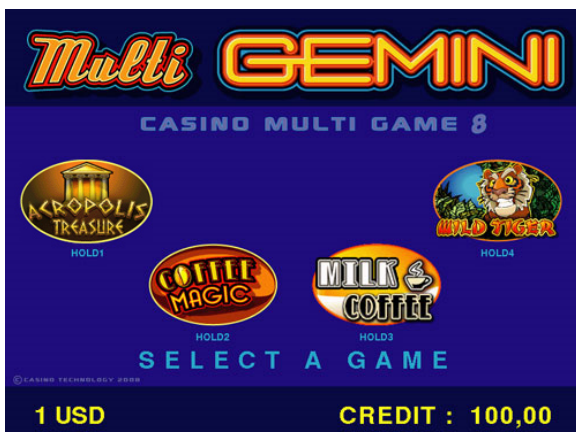 Multi GEMINI
CASINO MULTI GAME 8
ACROPOLIS
TREASURE
HOLD1
WILD TIGER
HOLD4
COFFEE
MAGIC
HOLD2
MILK
COFFEE
HOLD3
SELECT A GAME
©CASINO TECHNOLOGY 2008
1 USD
CREDIT : 100,00